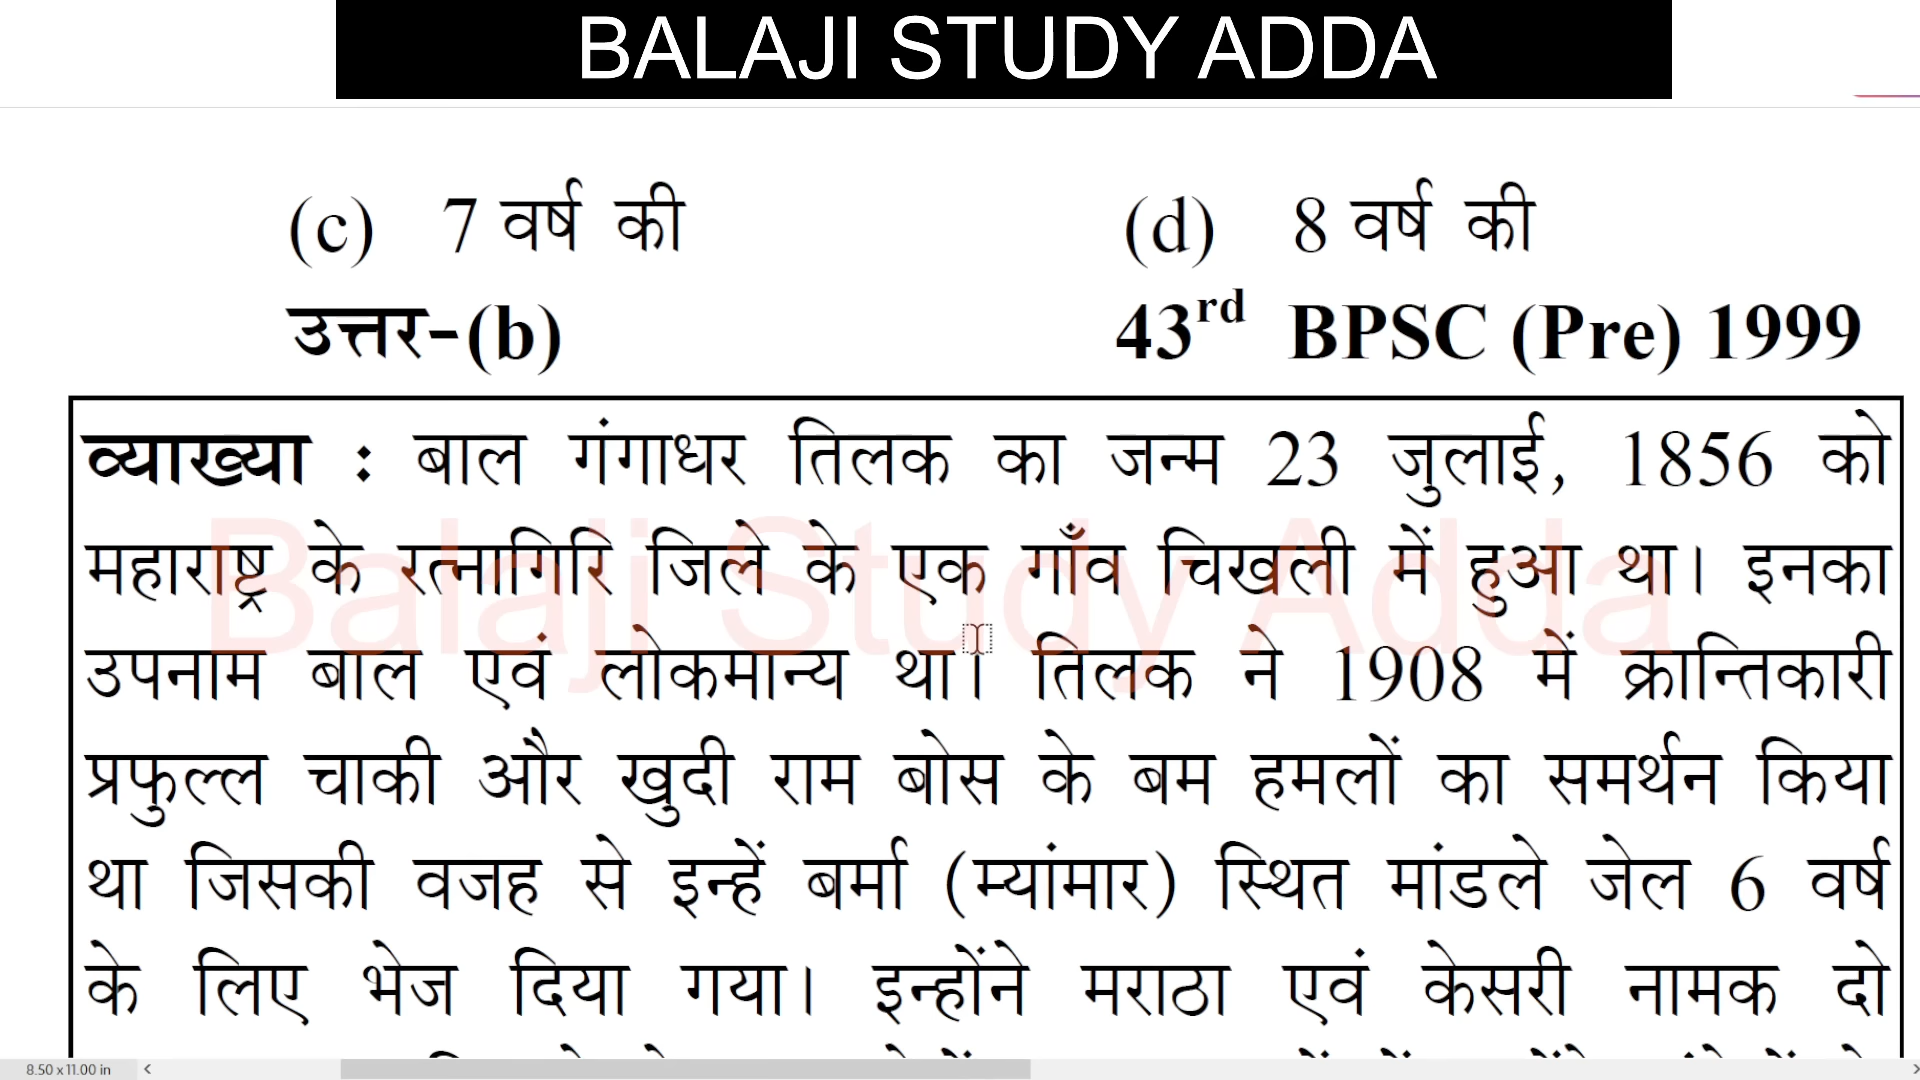 BALAJI STUDY ADDA
(c) 7 वर्ष की (d) 8 वर्ष की
उत्तर-(b) 43rd BPSC (Pre) 1999
व्याख्या : बाल गंगाधर तिलक का जन्म 23 जुलाई, 1856 को
महाराष्ट्र के रत्नागिरि जिले के एक गाँव चिखली में हुआ था। इनका
उपनाम बाल एवं लोकमान्य था। तिलक ने 1908 में क्रान्तिकारी
प्रफुल्ल चाकी और खुदी राम बोस के बम हमलों का समर्थन किया
था जिसकी वजह से इन्हें बर्मा (म्यांमार) स्थित मांडले जेल 6 वर्ष
के लिए भेज दिया गया। इन्होंने मराठा एवं केसरी नामक दो
Balaji Study Adda
8.50 x 11.00 in